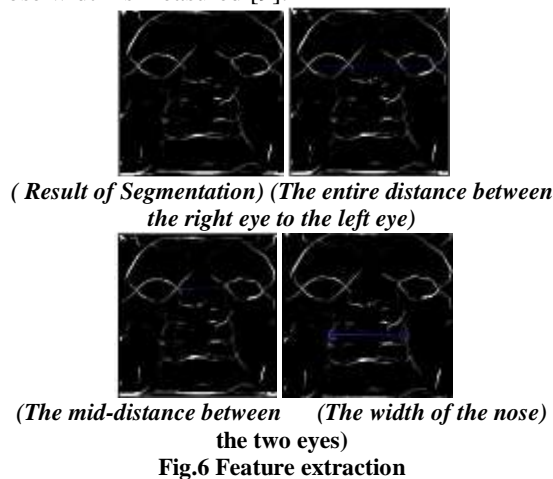 ( Result of Segmentation) (The entire distance between
the right eye to the left eye)
(The mid-distance between (The width of the nose)
the two eyes)
Fig.6 Feature extraction